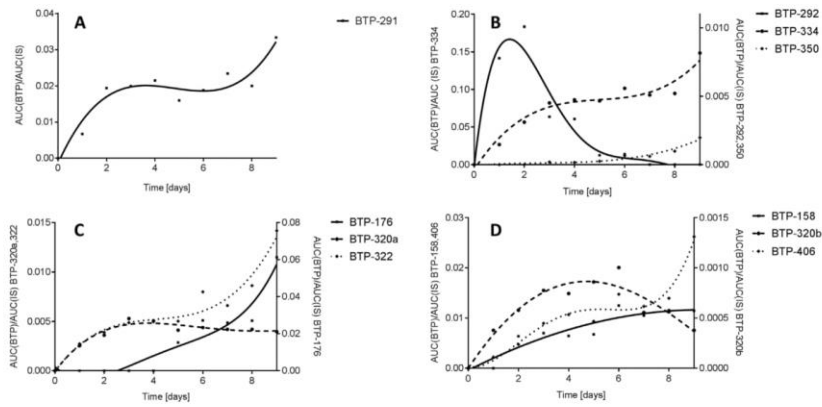 A
BTP-291
AUC(BTP)/AUC(IS)
0.04
0.03
0.02
0.01
0.00
0 2 4 6 8
Time [days]
B
BTP-292
BTP-334
BTP-350
AUC(BTP)/AUC (IS) BTP-334
0.20
0.15
0.10
0.05
0.00
0.010
0.005
0.000
AUC(BTP)/AUC(IS) BTP-292,350
0 2 4 6 8
Time [days]
C
BTP-176
BTP-320a
BTP-322
AUC(BTP)/AUC(IS) BTP-320a,322
0.015
0.010
0.005
0.000
0.08
0.06
0.04
0.02
0.00
AUC(BTP)/AUC(IS) BTP-176
0 2 4 6 8
Time [days]
D
BTP-158
BTP-320b
BTP-406
AUC(BTP)/AUC(IS) BTP-158,406
0.03
0.02
0.01
0.00
0.0015
0.0010
0.0005
0.0000
AUC(BTP)/AUC(IS)
BTP-320b
0 2 4 6 8
Time [days]